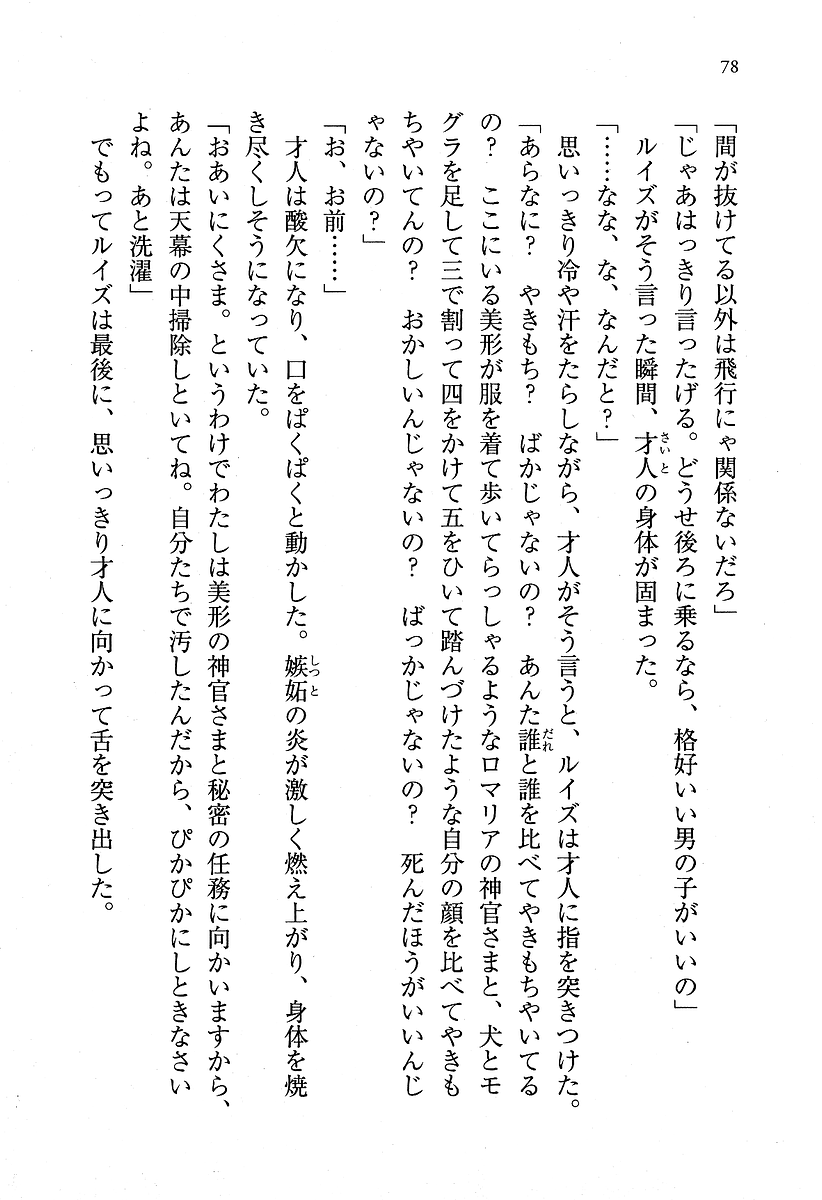 78
「間が抜けてる以外は飛行にゃ関係ないだろ」
「じゃあはっきり言ったげる。どうせ後ろに乗るなら、格好いい男の子がいいの」
ルイズがそう言った瞬間、才人さいとの身体が固まった。
「……なな、な、なんだと？」
思いっきり冷や汗をたらしながら、才人がそう言うと、ルイズは才人に指を突きつけた。
「あらなに？　やきもち？　ばかじゃないの？　あんた誰だれと誰を比べてやきもちやいてる
の？　ここにいる美形が服を着て歩いてらっしゃるようなロマリアの神官さまと、犬とモ
グラを足して三で割って四をかけて五をひいて踏んづけたような自分の顔を比べてやきも
ちやいてんの？　おかしいんじゃないの？　ばっかじゃないの？　死んだほうがいいんじ
ゃないの？」
「お、お前……」
才人は酸欠になり、口をぱくぱくと動かした。嫉妬しっとの炎が激しく燃え上がり、身体を焼
き尽くしそうになっていた。
「おあいにくさま。というわけでわたしは美形の神官さまと秘密の任務に向かいますから、
あんたは天幕の中掃除しといてね。自分たちで汚したんだから、ぴかぴかにしときなさい
よね。あと洗濯」
でもってルイズは最後に、思いっきり才人に向かって舌を突き出した。